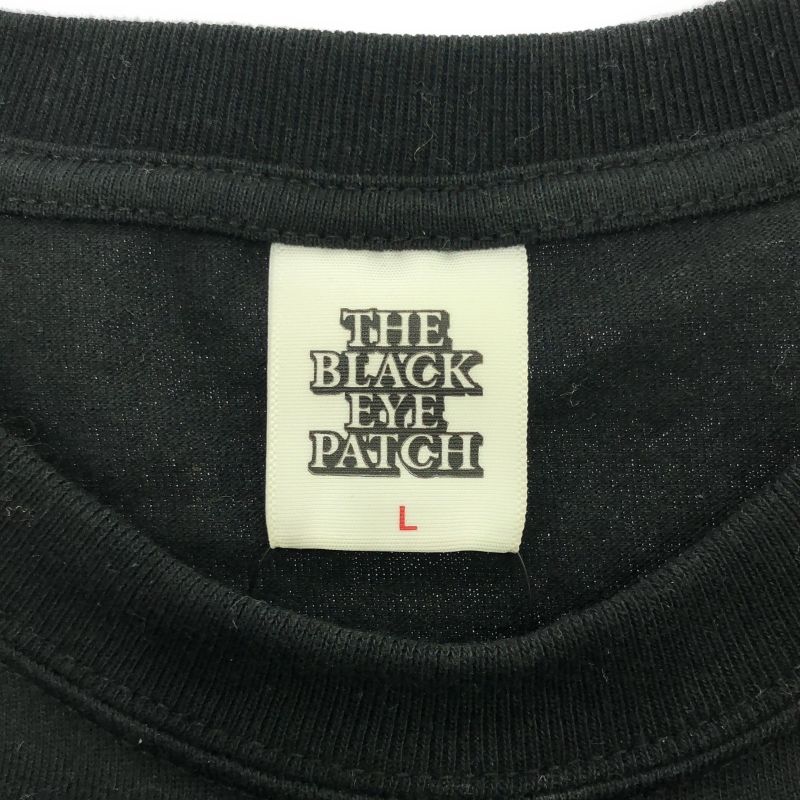 THE
BLACK
EYE
PATCH
L